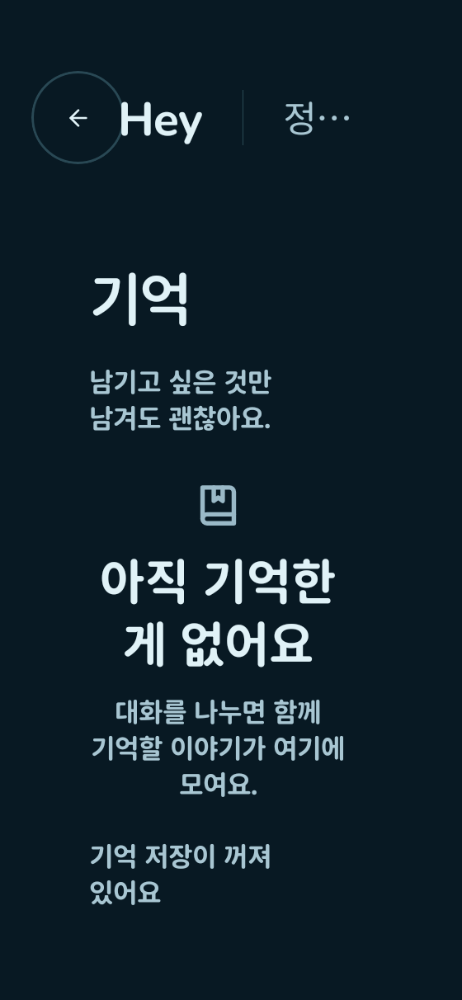 Hey
정…
기억
남기고 싶은 것만
남겨도 괜찮아요.
아직 기억한
게 없어요
대화를 나누면 함께
기억할 이야기가 여기에
모여요.
기억 저장이 꺼져
있어요